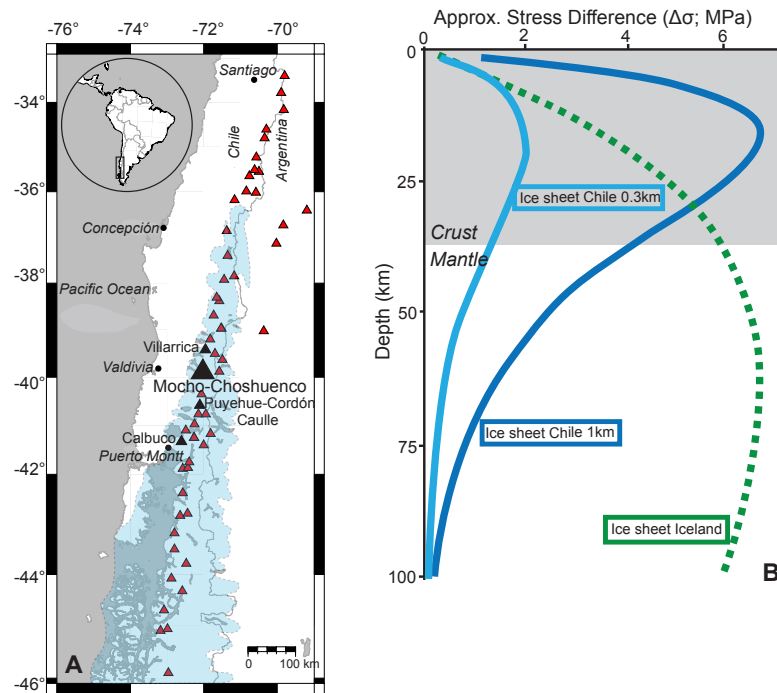 -76° -74° -72° -70°
-34°
-36°
-38°
-40°
-42°
-44°
-46°
Santiago
Chile
Argentina
Concepción
Pacific Ocean
Villarrica
Valdivia
Mocho-Choshuenco
Puyehue-Cordón
Caulle
Calbuco
Puerto Montt
A
0 100 km
Approx. Stress Difference (Δσ; MPa)
0 2 4 6
0
25
50
75
100
Depth (km)
Ice sheet Chile 0.3km
Crust
Mantle
Ice sheet Chile 1km
Ice sheet Iceland
B